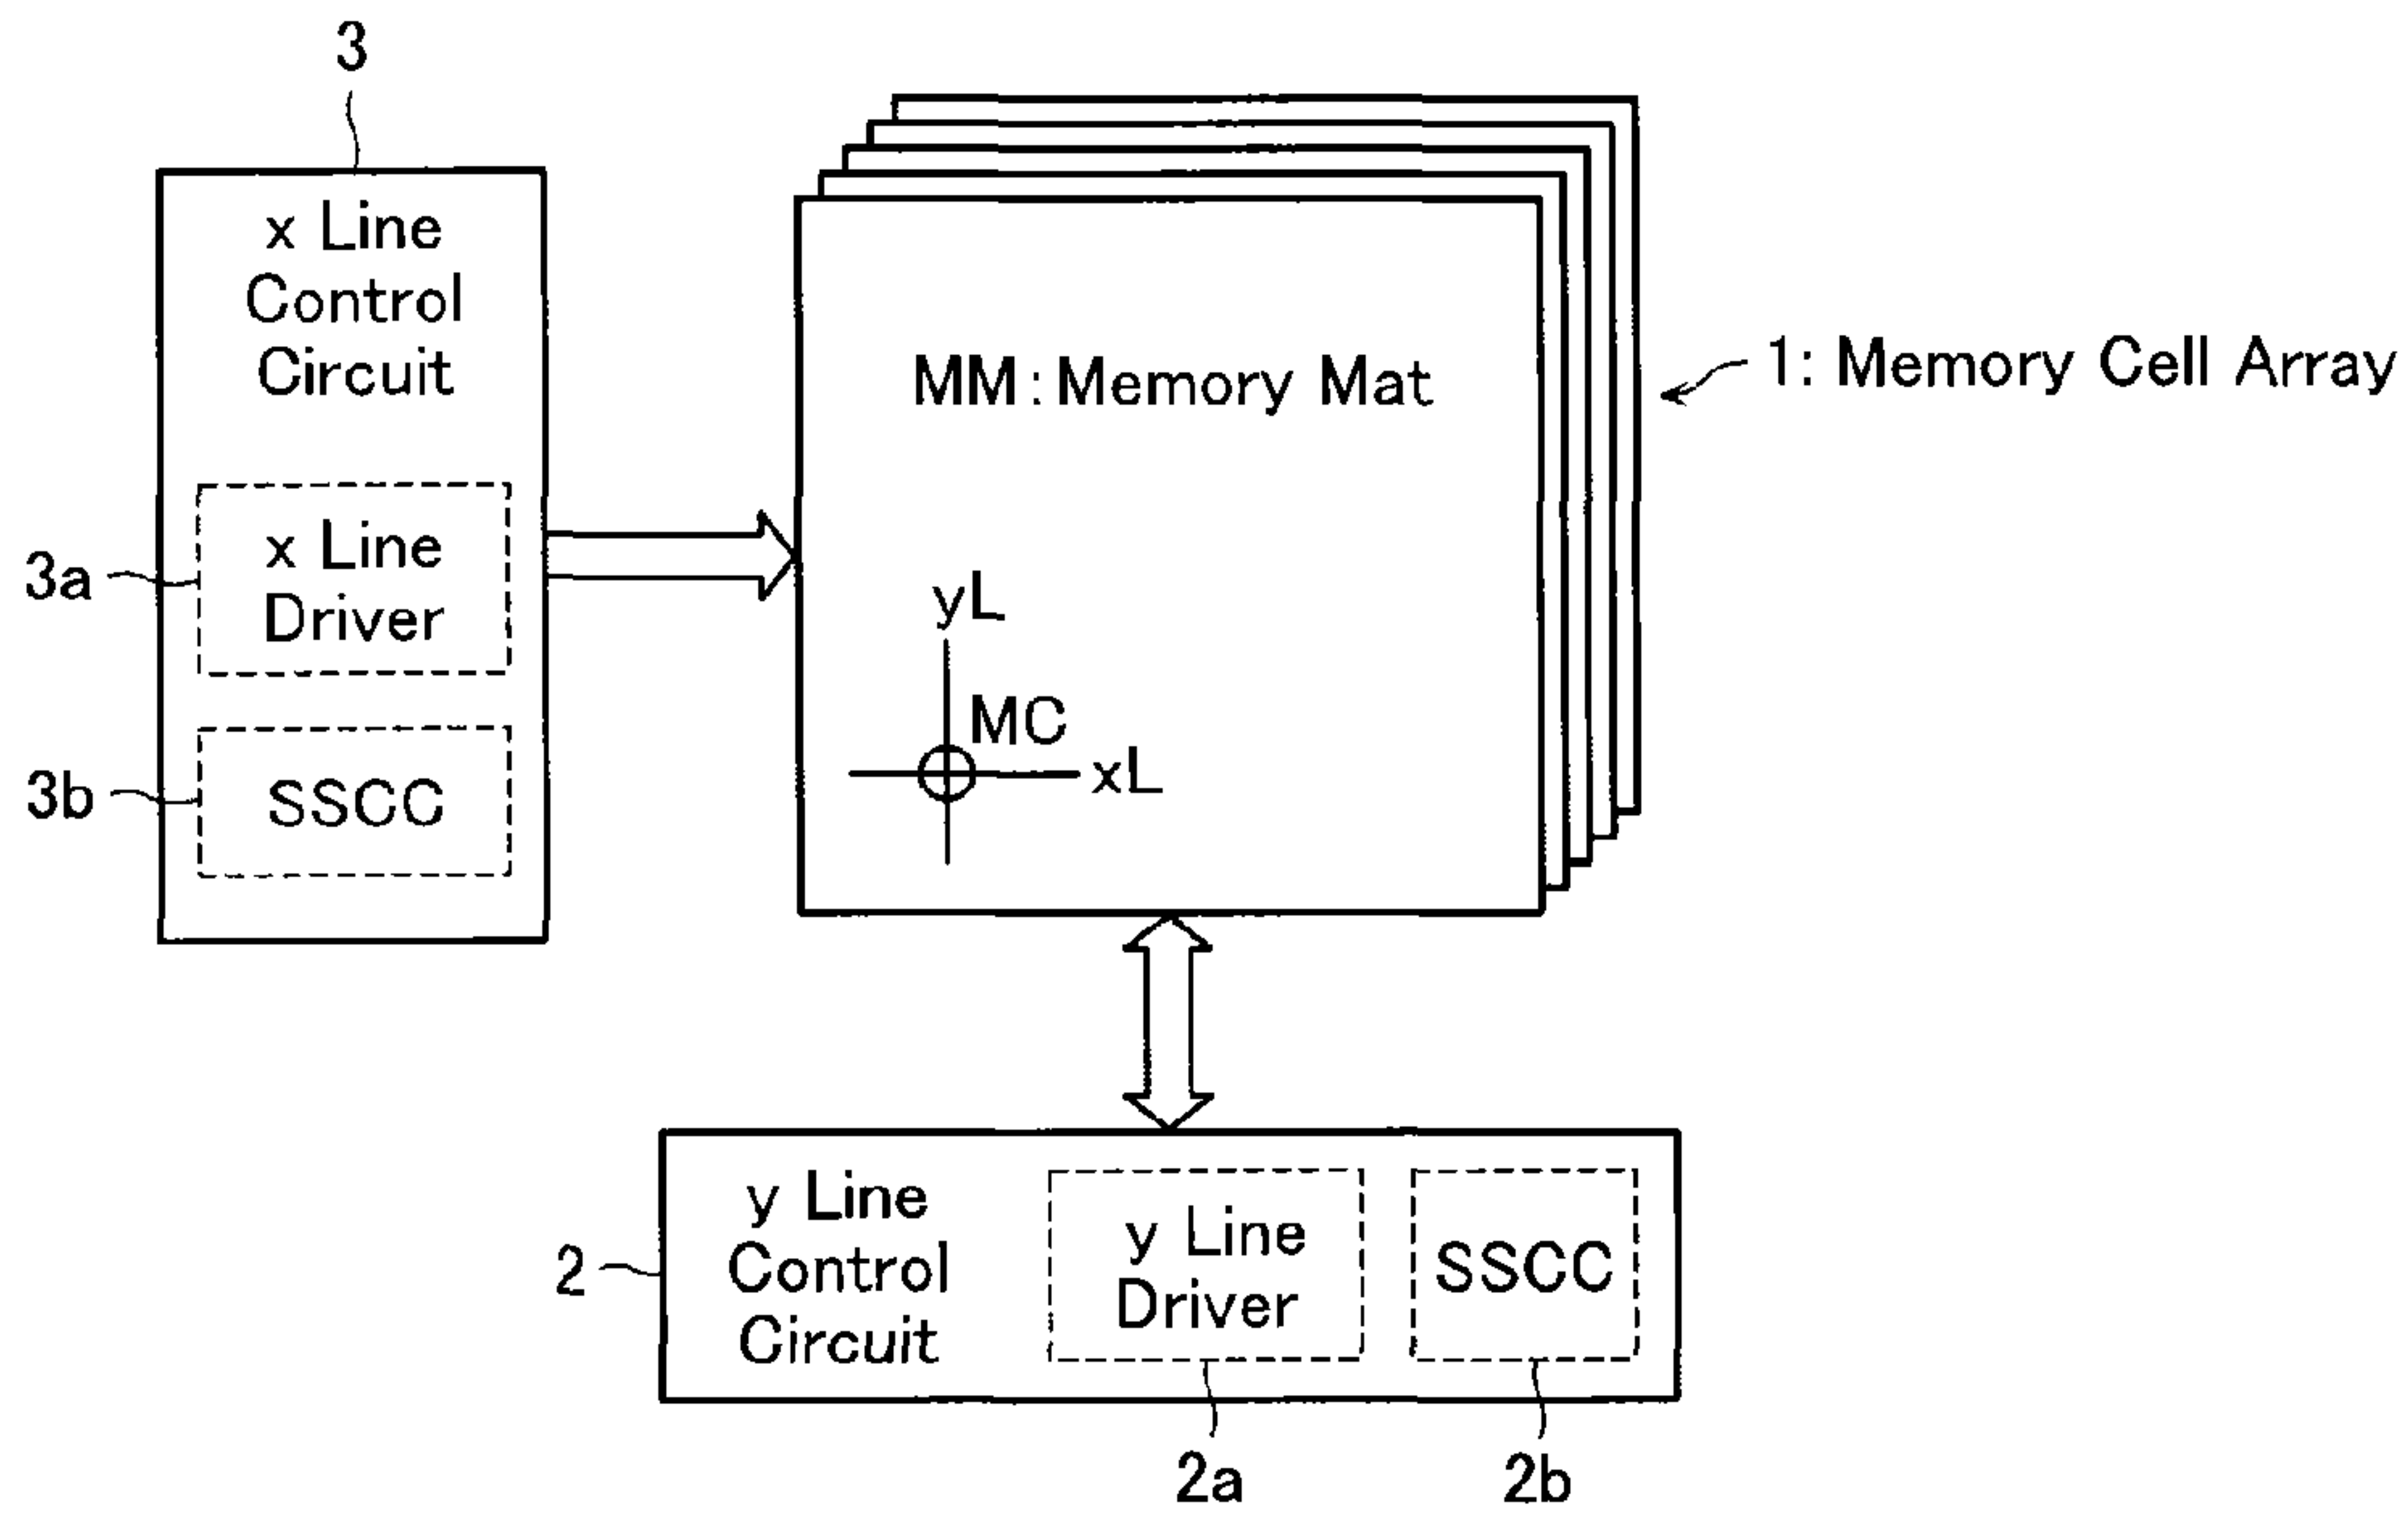 3
x Line
Control
Circuit
3a
x Line
Driver
3b
SSCC
MM:Memory Mat
1: Memory Cell Array
yL
MC
xL
2
y Line
Control
Circuit
y Line
Driver
SSCC
2a
2b